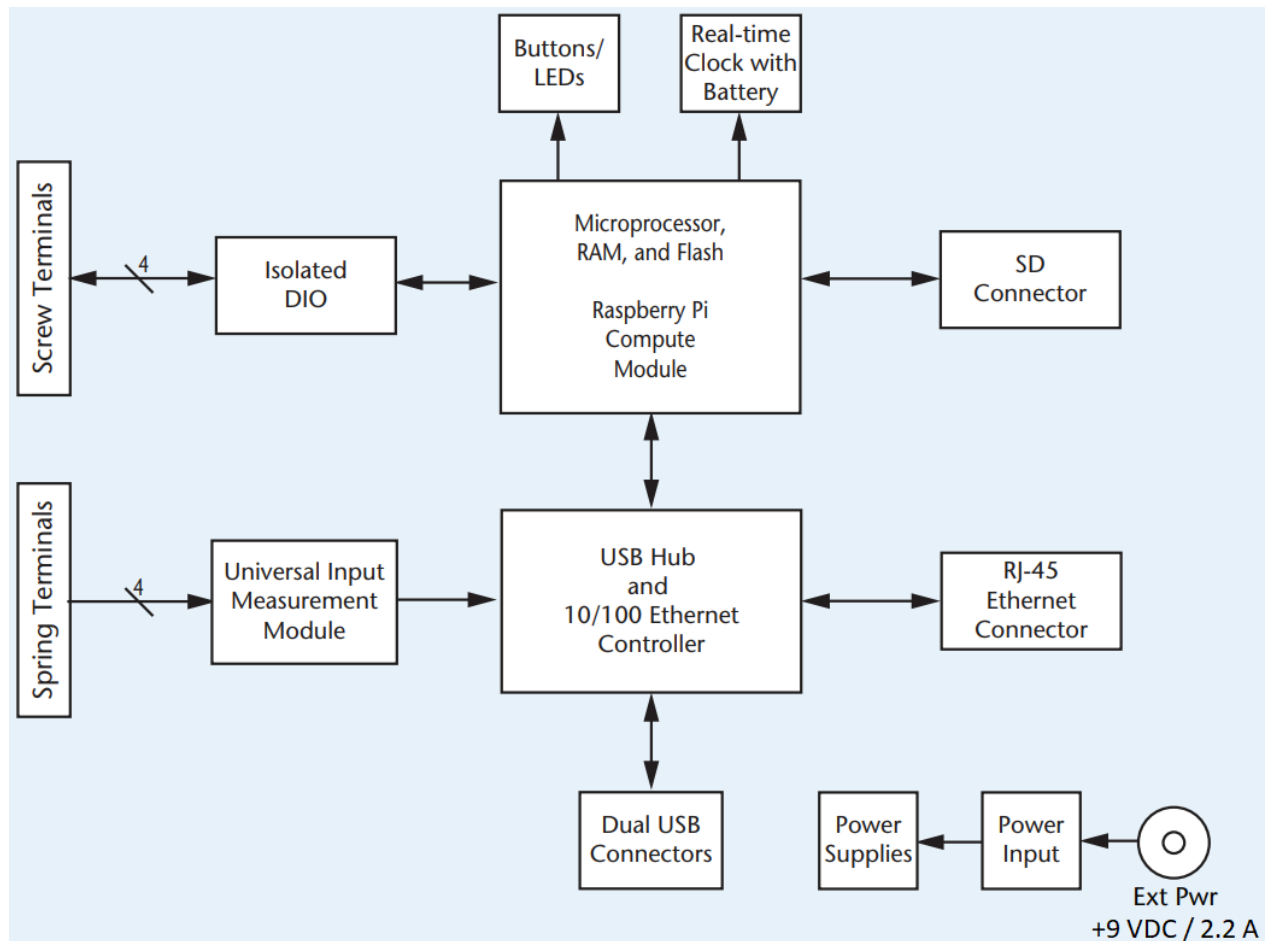 Buttons/
LEDs
Real-time
Clock with
Battery
Screw Terminals
4
Isolated
DIO
Microprocessor,
RAM, and Flash
Raspberry Pi
Compute
Module
SD
Connector
Spring Terminals
4
Universal Input
Measurement
Module
USB Hub
and
10/100 Ethernet
Controller
RJ-45
Ethernet
Connector
Dual USB
Connectors
Power
Supplies
Power
Input
Ext Pwr
+9 VDC / 2.2 A